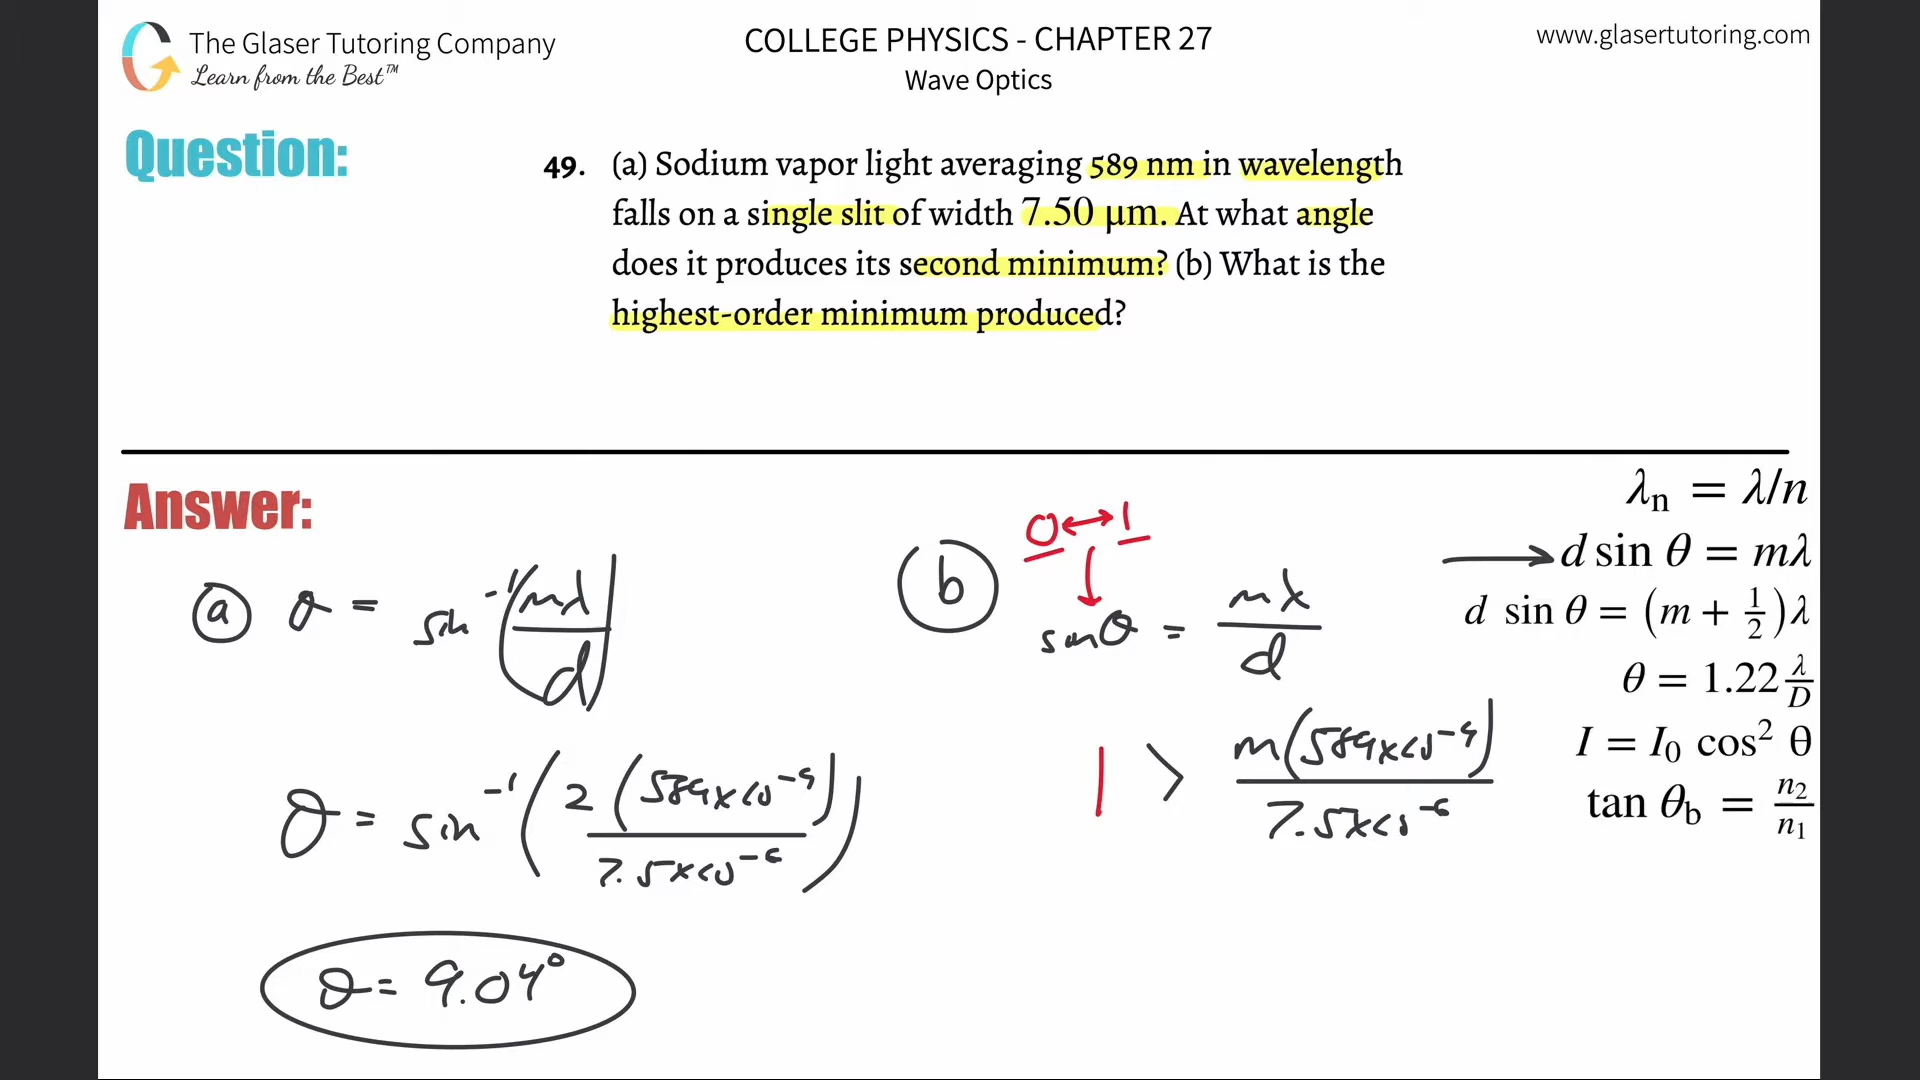 The Glaser Tutoring Company
Learn from the Best™
COLLEGE PHYSICS - CHAPTER 27
Wave Optics
www.glasertutoring.com
Question:
49. (a) Sodium vapor light averaging 589 nm in wavelength
falls on a single slit of width 7.50 μm. At what angle
does it produces its second minimum? (b) What is the
highest-order minimum produced?
Answer:
(a) θ = sin⁻¹(mλ/d)
θ = sin⁻¹(2(589x10⁻⁹)/7.5x10⁻⁶)
θ = 9.04°
(b)
0 ↔ 1
↓
sinθ = mλ/d
1 > m(589x10⁻⁹)/7.5x10⁻⁶
λₙ = λ/n
→ d sin θ = mλ
d sin θ = (m + 1/2)λ
θ = 1.22 λ/D
I = I₀ cos² θ
tan θb = n₂/n₁